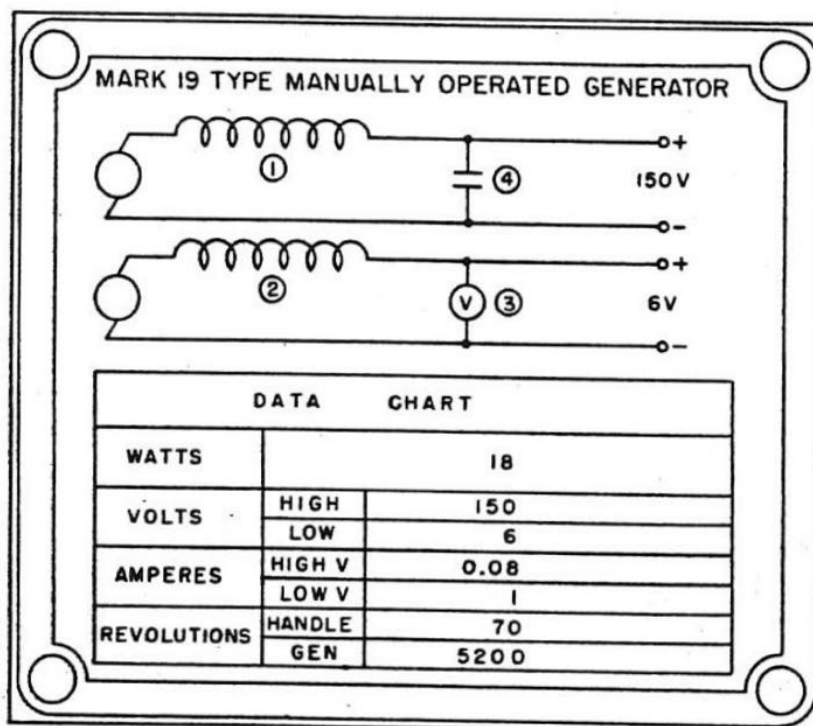 MARK 19 TYPE MANUALLY OPERATED GENERATOR
+
① ④ 150 V
-
+
② V ③ 6V
-
DATA CHART
WATTS 18
VOLTS HIGH 150
LOW 6
AMPERES HIGH V 0.08
LOW V 1
REVOLUTIONS HANDLE 70
GEN 5200